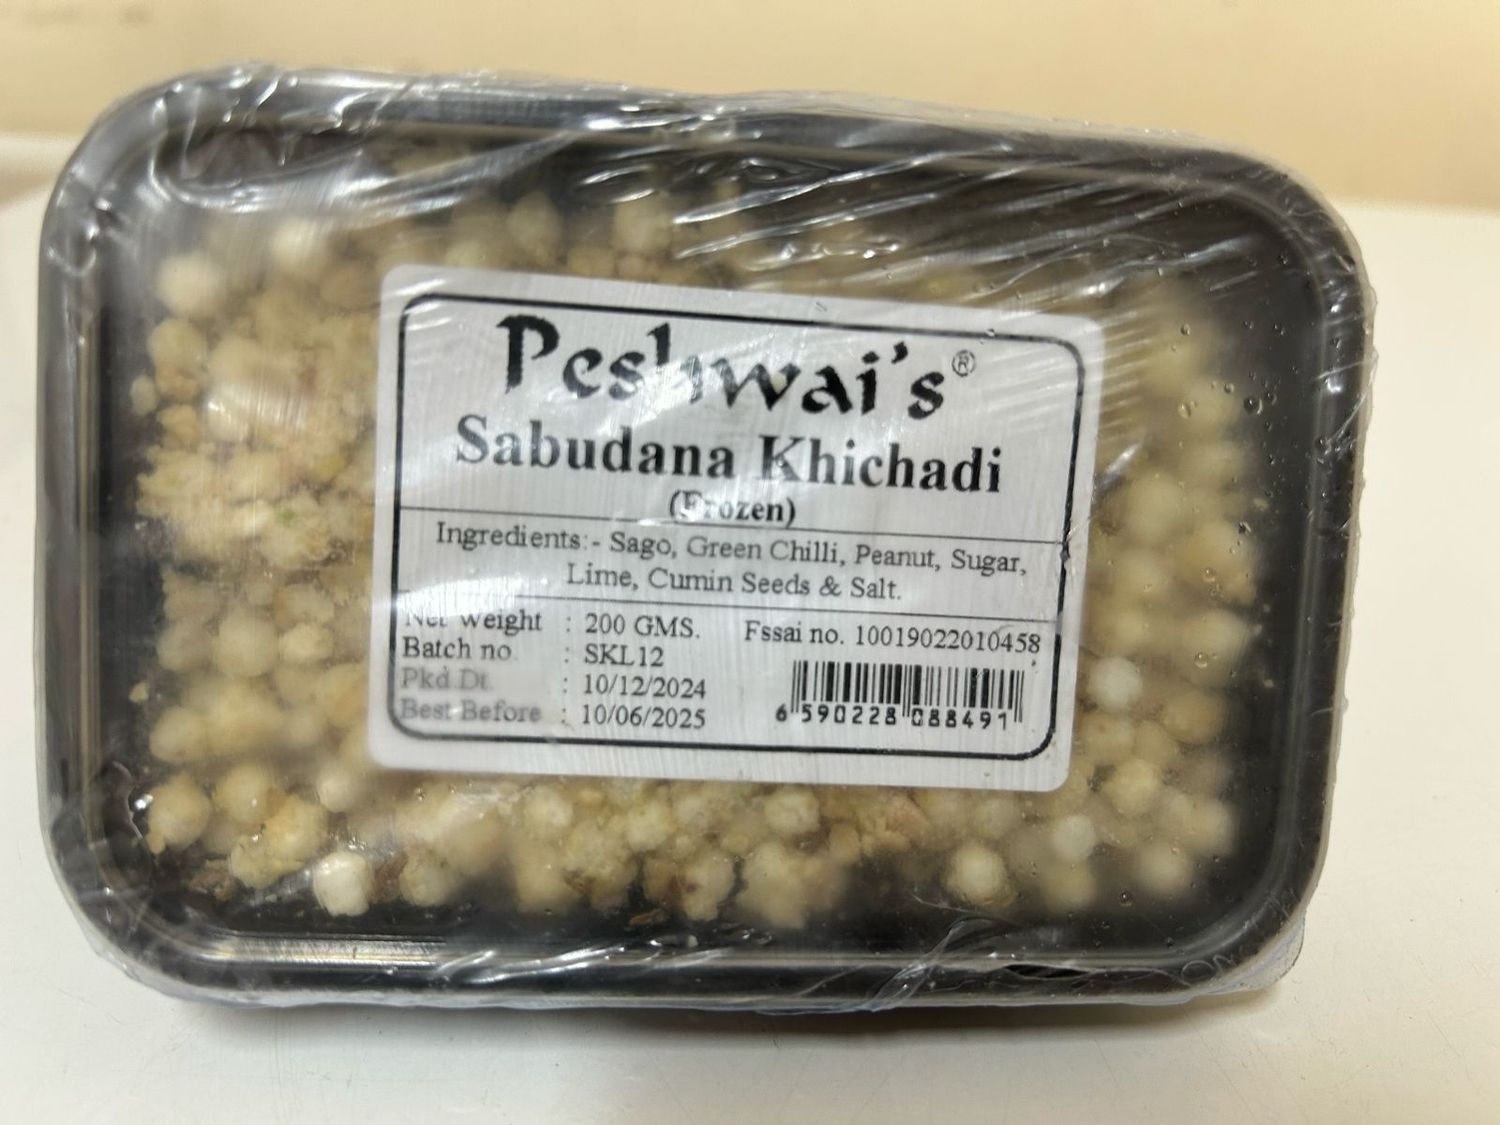 Peshwai's®
Sabudana Khichadi
(Frozen)
Ingredients:- Sago, Green Chilli, Peanut, Sugar,
Lime, Cumin Seeds & Salt.
Net Weight : 200 GMS.
Fssai no. 10019022010458
Batch no : SKL12
Pkd.Dt. : 10/12/2024
Best Before : 10/06/2025
6 590228 088491